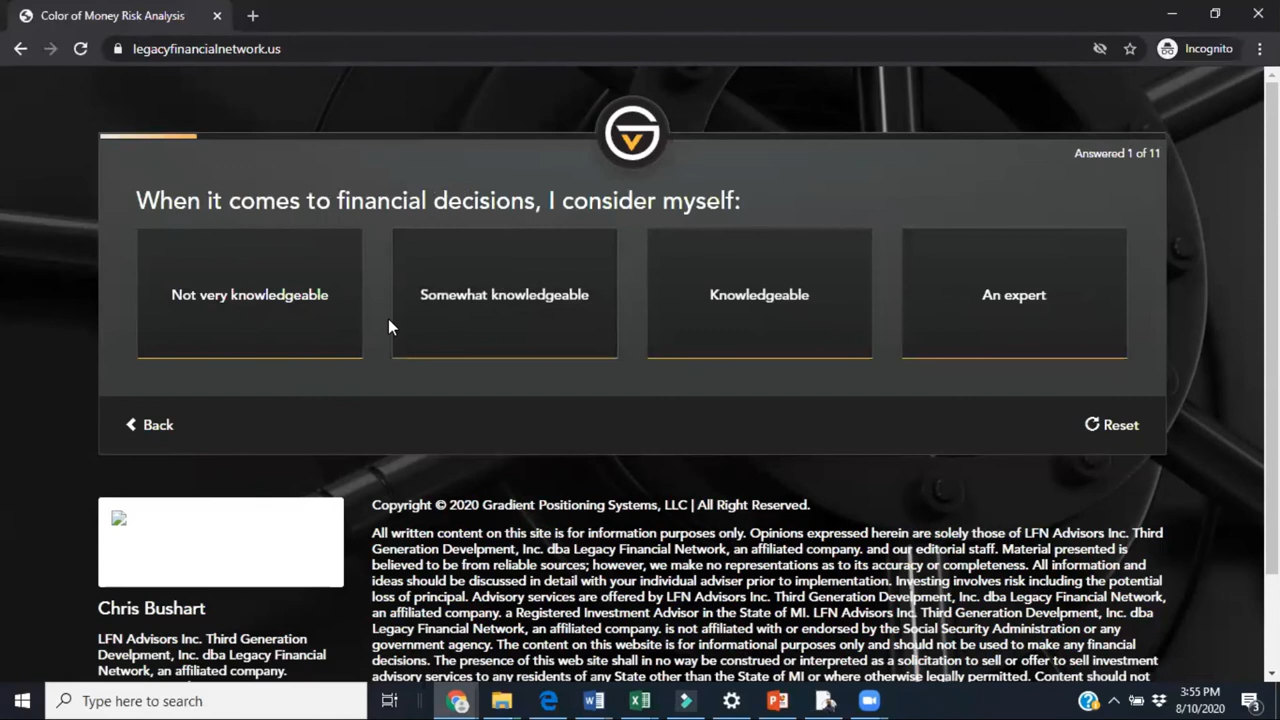 Color of Money Risk Analysis
legacyfinancialnetwork.us
Incognito
Answered 1 of 11
When it comes to financial decisions, I consider myself:
Not very knowledgeable
Somewhat knowledgeable
Knowledgeable
An expert
Back
Reset
Copyright © 2020 Gradient Positioning Systems, LLC | All Right Reserved.
All written content on this site is for information purposes only. Opinions expressed herein are solely those of LFN Advisors Inc. Third
Generation Develpment, Inc. dba Legacy Financial Network, an affiliated company. and our editorial staff. Material presented is
believed to be from reliable sources; however, we make no representations as to its accuracy or completeness. All information and
ideas should be discussed in detail with your individual adviser prior to implementation. Investing involves risk including the potential
loss of principal. Advisory services are offered by LFN Advisors Inc. Third Generation Develpment, Inc. dba Legacy Financial Network,
an affiliated company. a Registered Investment Advisor in the State of MI. LFN Advisors Inc. Third Generation Develpment, Inc. dba
Legacy Financial Network, an affiliated company. is not affiliated with or endorsed by the Social Security Administration or any
government agency. The content on this website is for informational purposes only and should not be used to make any financial
decisions. The presence of this web site shall in no way be construed or interpreted as a solicitation to sell or offer to sell investment
advisory services to any residents of any State other than the State of MI or where otherwise legally permitted. Content should not
Chris Bushart
LFN Advisors Inc. Third Generation
Develpment, Inc. dba Legacy Financial
Network, an affiliated company.
Type here to search
3:55 PM
8/10/2020
3